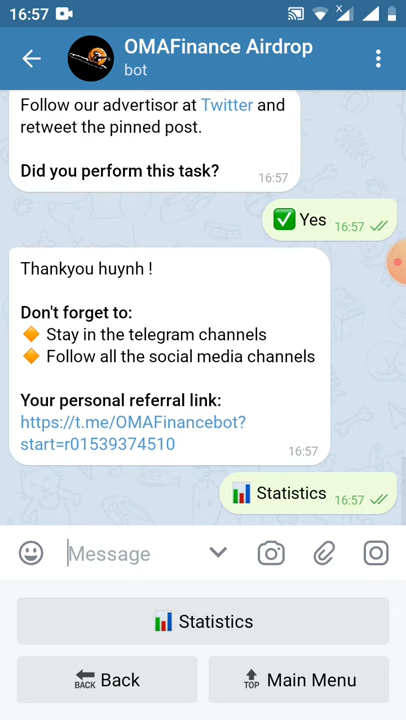 16:57
OMAFinance Airdrop
bot
Follow our advertisor at Twitter and
retweet the pinned post.
Did you perform this task?
16:57
✅ Yes 16:57
Thankyou huynh !
Don't forget to:
🔸 Stay in the telegram channels
🔸 Follow all the social media channels
Your personal referral link:
https://t.me/OMAFinancebot?
start=r01539374510
16:57
📊 Statistics 16:57
Message
📊 Statistics
🔙 Back
🔝 Main Menu